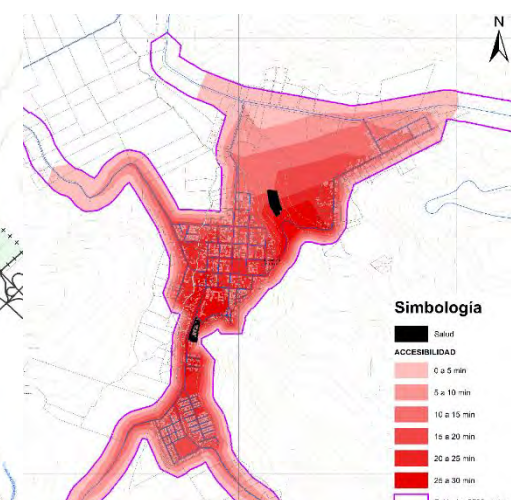 N
Simbología
Salud
ACCESIBILIDAD
0 a 5 min
5 a 10 min
10 a 15 min
15 a 20 min
20 a 25 min
25 a 30 min